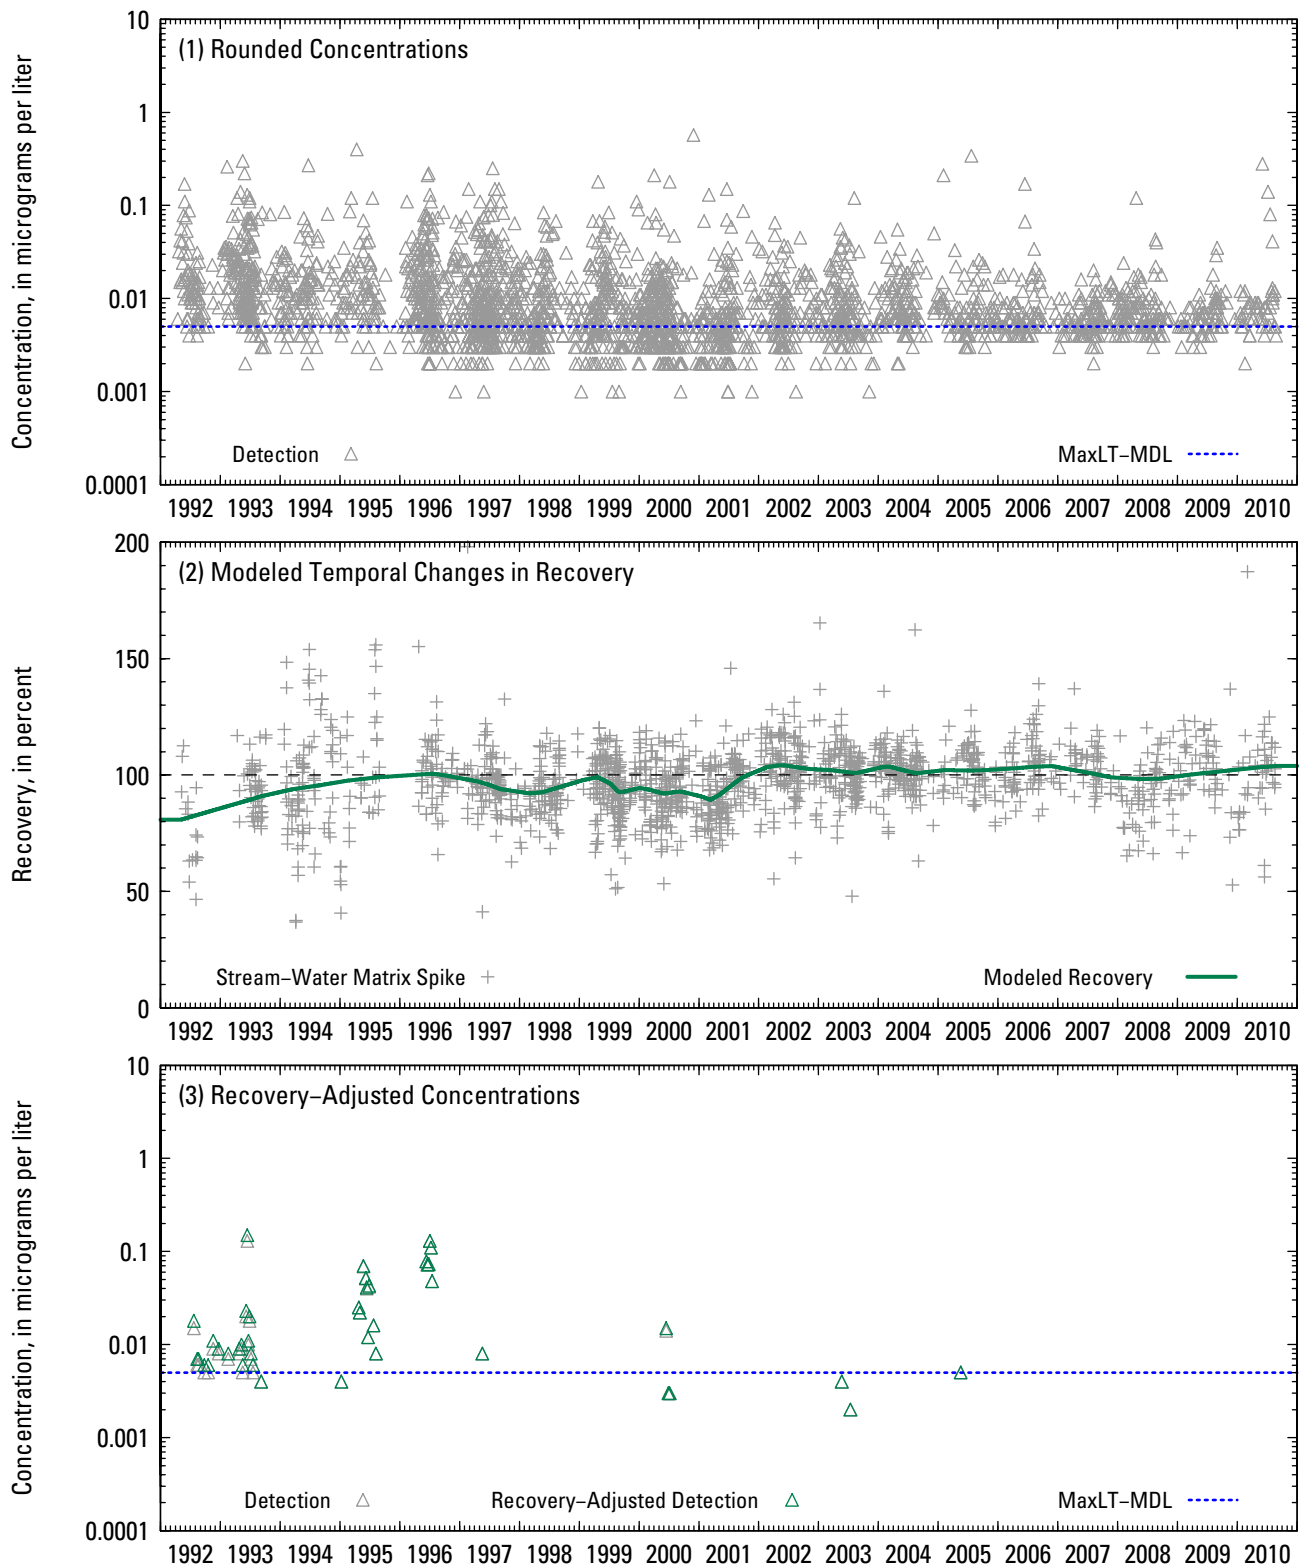 (1) Rounded Concentrations
Concentration, in micrograms per liter
10
1
0.1
0.01
0.001
0.0001
Detection
MaxLT–MDL
1992 1993 1994 1995 1996 1997 1998 1999 2000 2001 2002 2003 2004 2005 2006 2007 2008 2009 2010
(2) Modeled Temporal Changes in Recovery
Recovery, in percent
200
150
100
50
0
Stream–Water Matrix Spike
Modeled Recovery
1992 1993 1994 1995 1996 1997 1998 1999 2000 2001 2002 2003 2004 2005 2006 2007 2008 2009 2010
(3) Recovery–Adjusted Concentrations
Concentration, in micrograms per liter
10
1
0.1
0.01
0.001
0.0001
Detection
Recovery–Adjusted Detection
MaxLT–MDL
1992 1993 1994 1995 1996 1997 1998 1999 2000 2001 2002 2003 2004 2005 2006 2007 2008 2009 2010